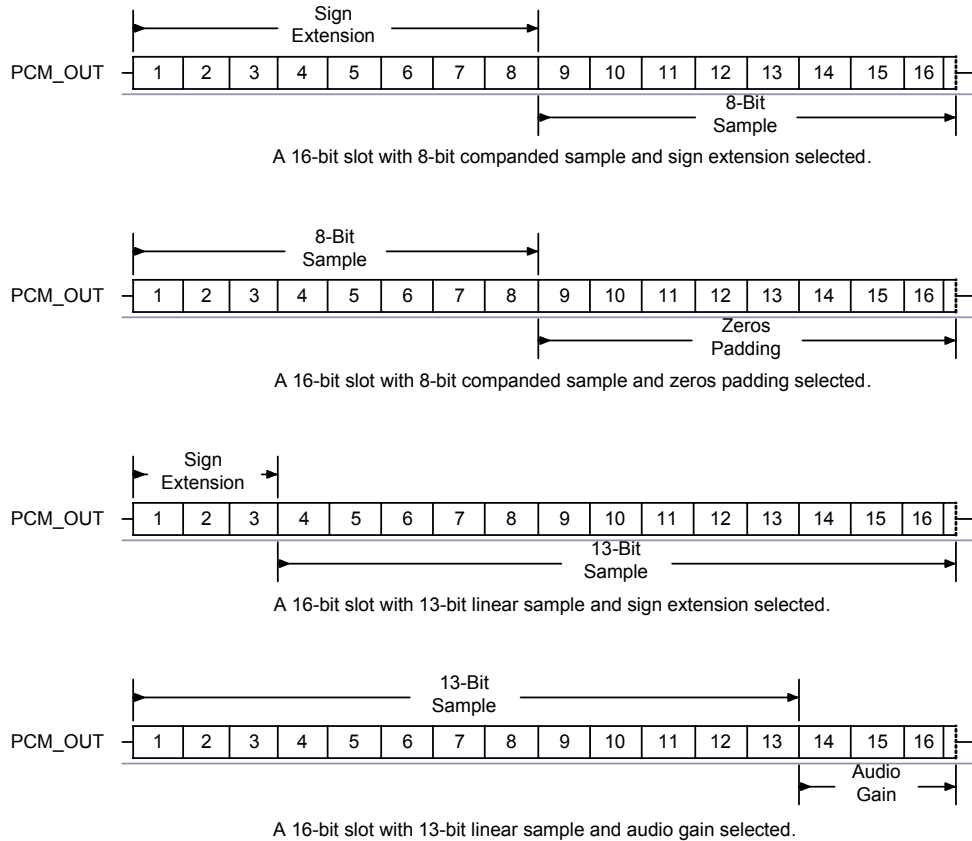 Sign
Extension
PCM_OUT 1 2 3 4 5 6 7 8 9 10 11 12 13 14 15 16
8-Bit
Sample
A 16-bit slot with 8-bit companded sample and sign extension selected.
8-Bit
Sample
PCM_OUT 1 2 3 4 5 6 7 8 9 10 11 12 13 14 15 16
Zeros
Padding
A 16-bit slot with 8-bit companded sample and zeros padding selected.
Sign
Extension
PCM_OUT 1 2 3 4 5 6 7 8 9 10 11 12 13 14 15 16
13-Bit
Sample
A 16-bit slot with 13-bit linear sample and sign extension selected.
13-Bit
Sample
PCM_OUT 1 2 3 4 5 6 7 8 9 10 11 12 13 14 15 16
Audio
Gain
A 16-bit slot with 13-bit linear sample and audio gain selected.